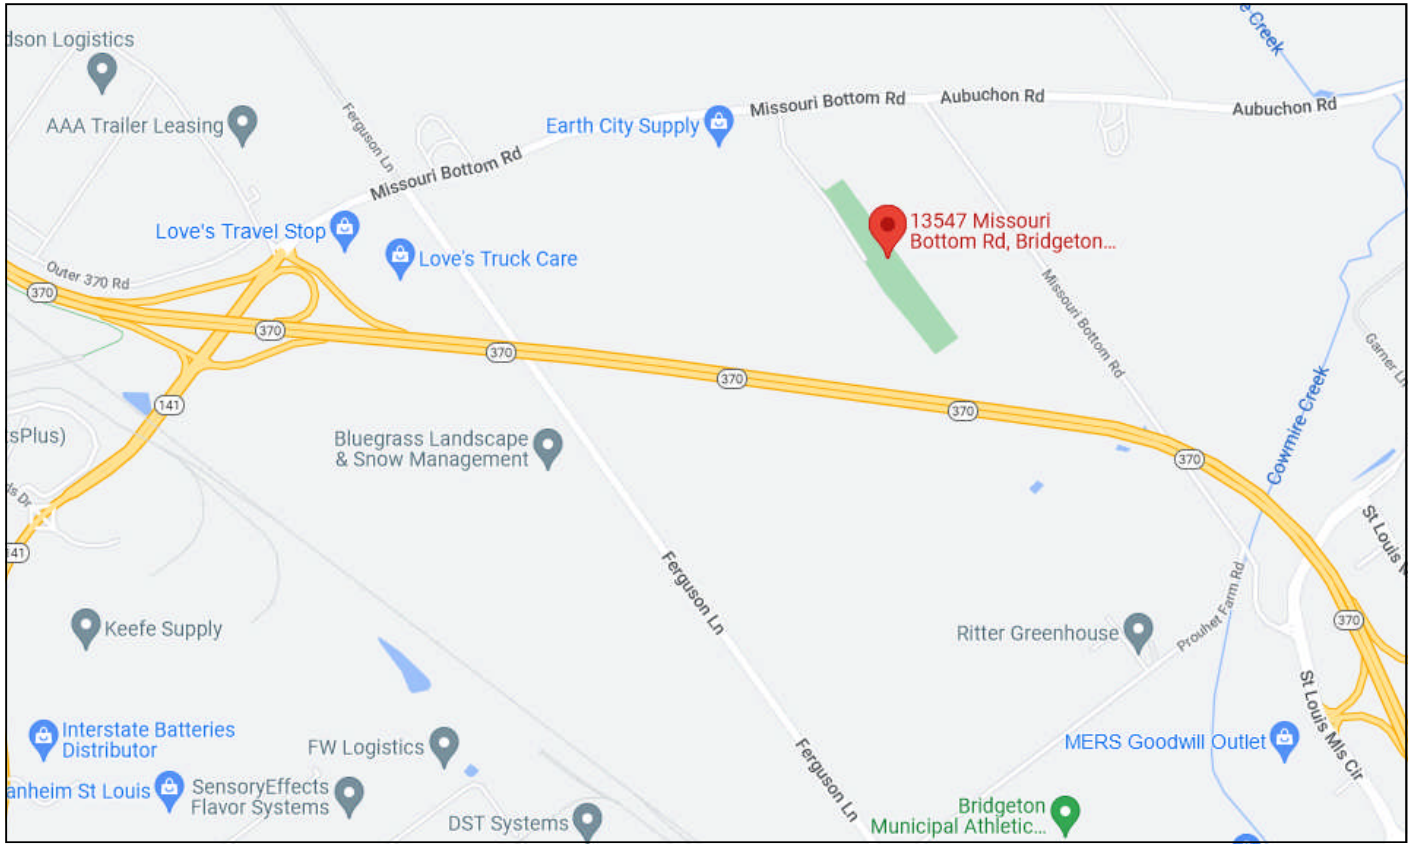 dson Logistics
e Creek
AAA Trailer Leasing
Ferguson Ln
Earth City Supply
Missouri Bottom Rd
Aubuchon Rd
Aubuchon Rd
Missouri Bottom Rd
Love's Travel Stop
Love's Truck Care
13547 Missouri
Bottom Rd, Bridgeton...
Outer 370 Rd
370
370
370
370
370
370
Missouri Bottom Rd
Garner Ln
141
sPlus)
Bluegrass Landscape
& Snow Management
Cowmire Creek
ds Dr
141
St Louis M
Ferguson Ln
Keefe Supply
Ritter Greenhouse
Prouhet Farm Rd
370
St Louis Mls Cir
Interstate Batteries
Distributor
FW Logistics
MERS Goodwill Outlet
Ferguson Ln
anheim St Louis
SensoryEffects
Flavor Systems
DST Systems
Bridgeton
Municipal Athletic...